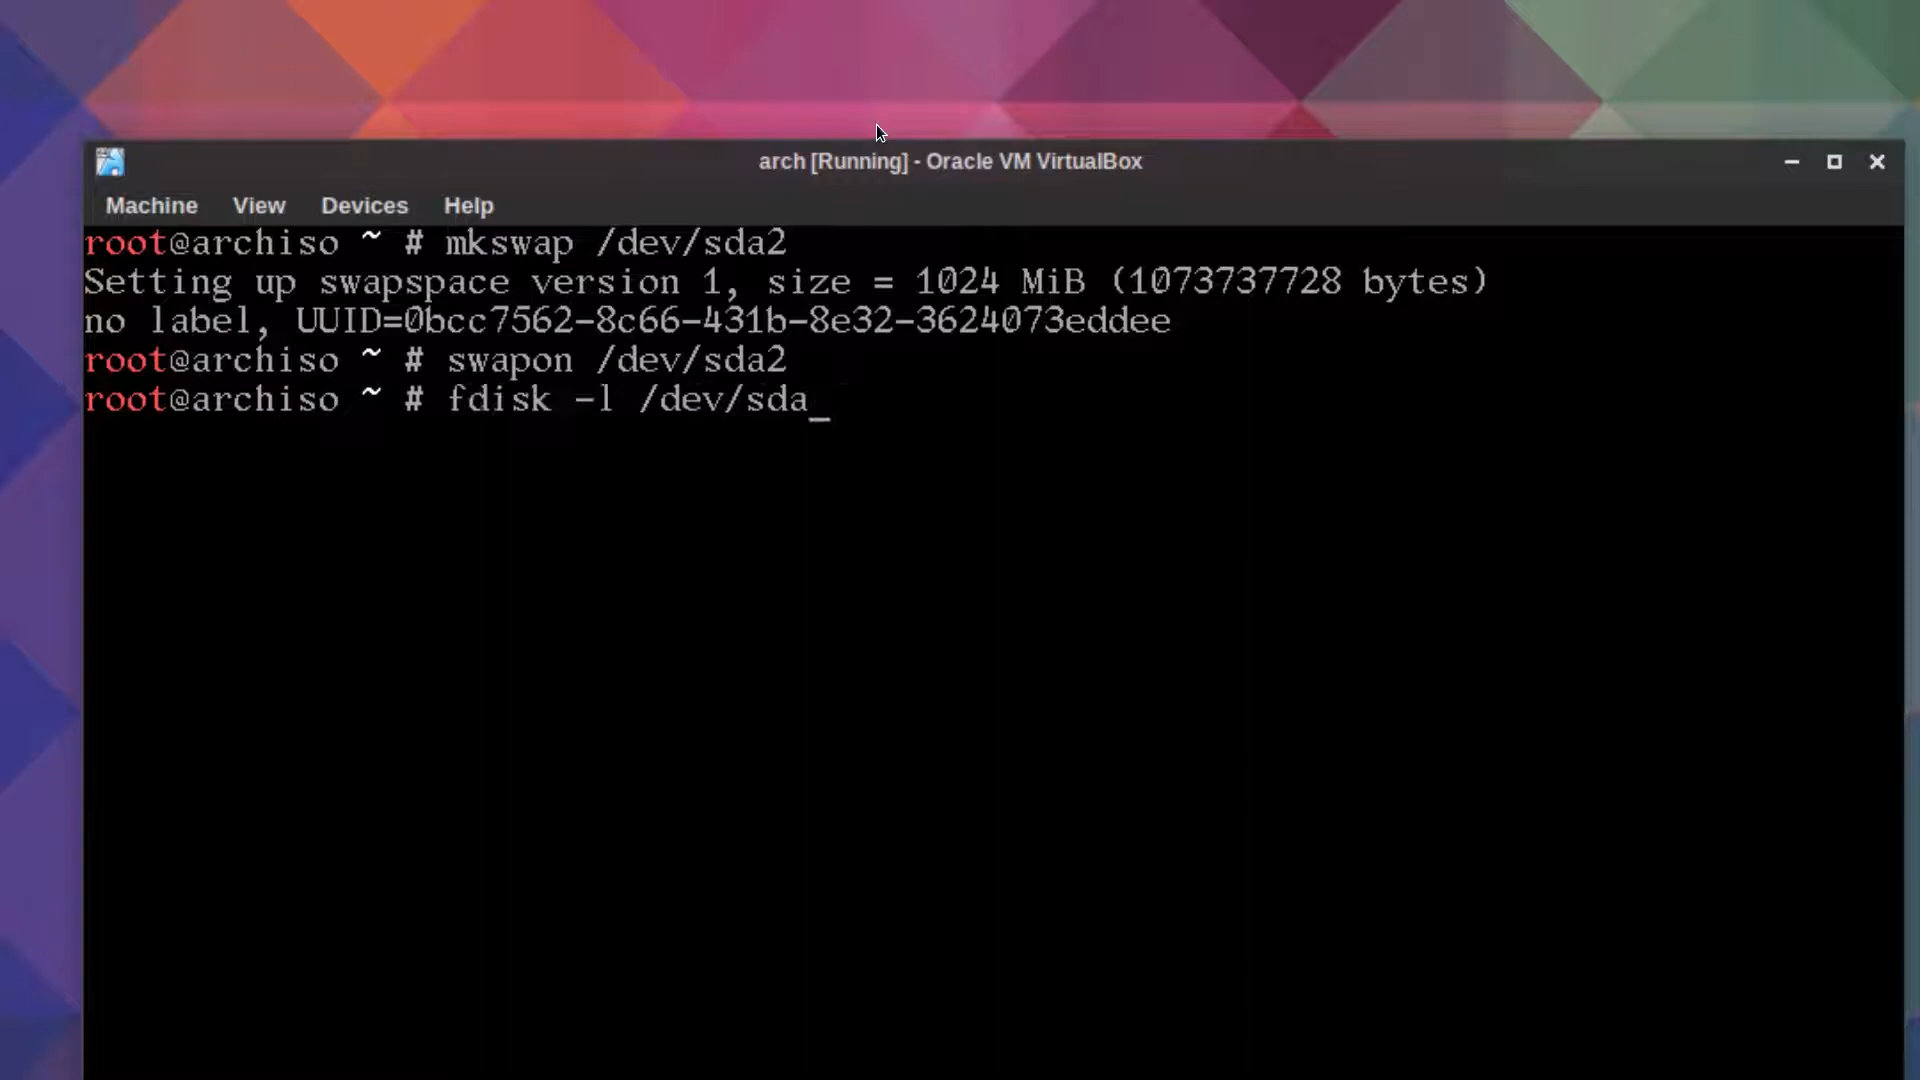 arch [Running] - Oracle VM VirtualBox
Machine View Devices Help
root@archiso ~ # mkswap /dev/sda2
Setting up swapspace version 1, size = 1024 MiB (1073737728 bytes)
no label, UUID=0bcc7562-8c66-431b-8e32-3624073eddee
root@archiso ~ # swapon /dev/sda2
root@archiso ~ # fdisk -l /dev/sda_